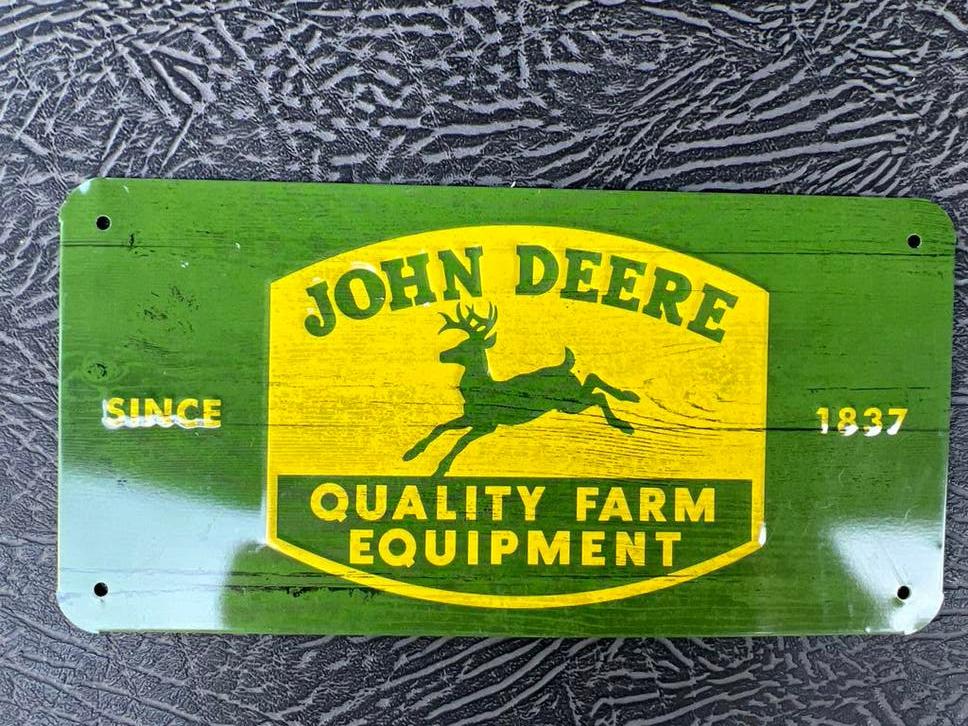 JOHN DEERE
SINCE
1837
QUALITY FARM
EQUIPMENT